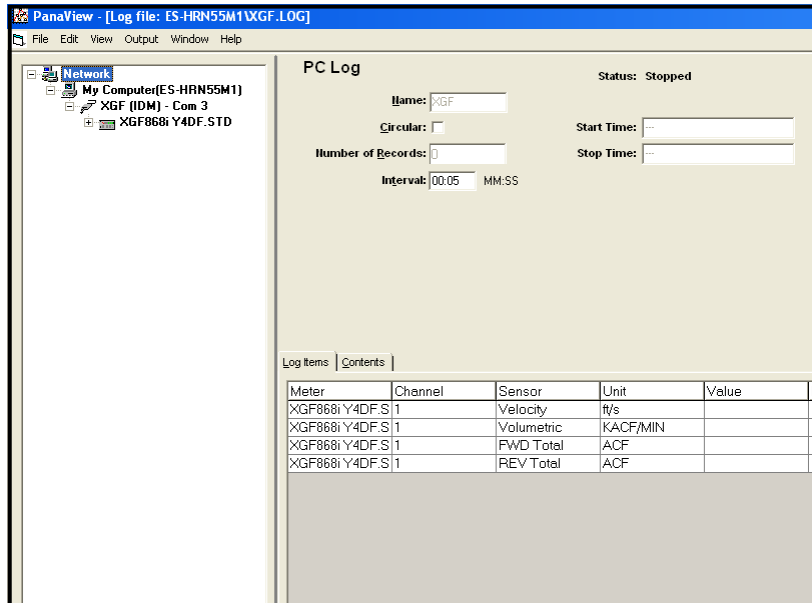 PanaView - [Log file: ES-HRN55M1\XGF.LOG]
File Edit View Output Window Help
Network
My Computer(ES-HRN55M1)
XGF (IDM) - Com 3
XGF868i Y4DF.STD
PC Log
Status: Stopped
Name: XGF
Circular:
Start Time: ---
Number of Records: 0
Stop Time: ---
Interval: 00:05 MM:SS
Log Items Contents
Meter Channel Sensor Unit Value
XGF868i Y4DF.S 1 Velocity ft/s
XGF868i Y4DF.S 1 Volumetric KACF/MIN
XGF868i Y4DF.S 1 FWD Total ACF
XGF868i Y4DF.S 1 REV Total ACF